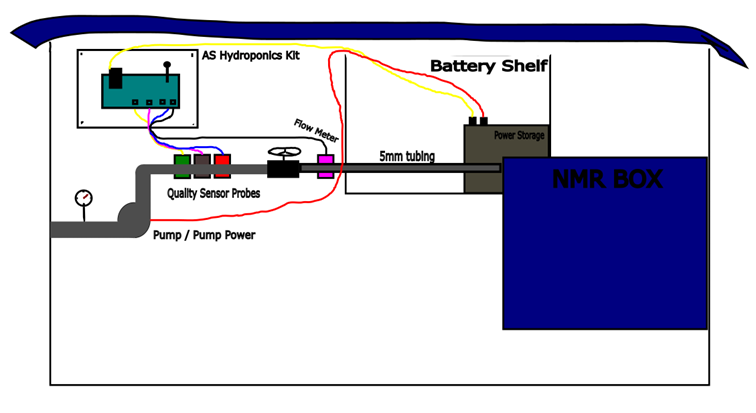 AS Hydroponics Kit
Battery Shelf
Flow Meter
Power Storage
5mm tubing
NMR BOX
Quality Sensor Probes
Pump / Pump Power